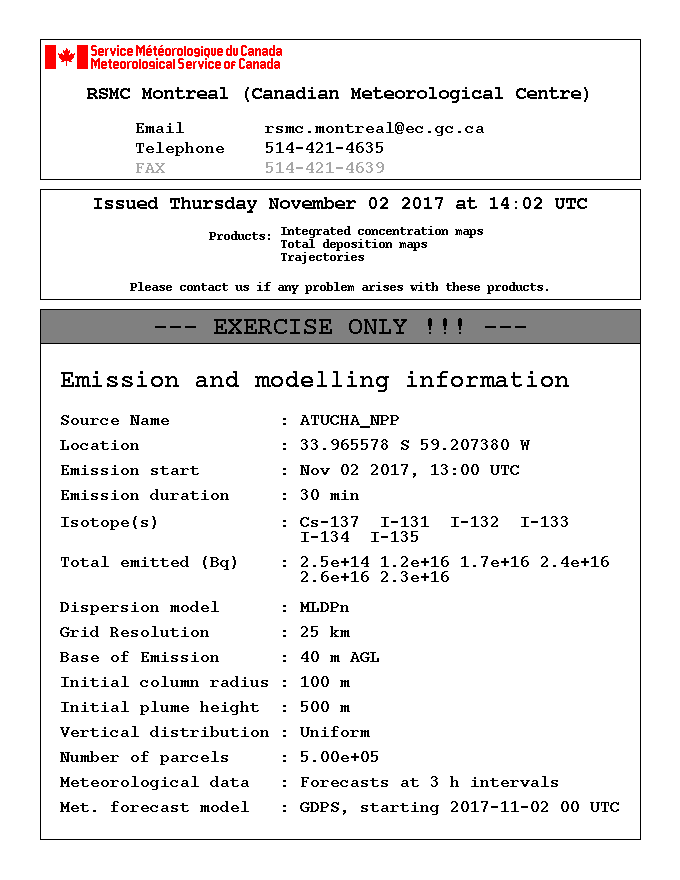 Service Météorologique du Canada
Meteorological Service of Canada
RSMC Montreal (Canadian Meteorological Centre)
Email rsmc.montreal@ec.gc.ca
Telephone 514-421-4635
FAX 514-421-4639
Issued Thursday November 02 2017 at 14:02 UTC
Products: Integrated concentration maps
Total deposition maps
Trajectories
Please contact us if any problem arises with these products.
--- EXERCISE ONLY !!! ---
Emission and modelling information
Source Name : ATUCHA_NPP
Location : 33.965578 S 59.207380 W
Emission start : Nov 02 2017, 13:00 UTC
Emission duration : 30 min
Isotope(s) : Cs-137 I-131 I-132 I-133
I-134 I-135
Total emitted (Bq) : 2.5e+14 1.2e+16 1.7e+16 2.4e+16
2.6e+16 2.3e+16
Dispersion model : MLDPn
Grid Resolution : 25 km
Base of Emission : 40 m AGL
Initial column radius : 100 m
Initial plume height : 500 m
Vertical distribution : Uniform
Number of parcels : 5.00e+05
Meteorological data : Forecasts at 3 h intervals
Met. forecast model : GDPS, starting 2017-11-02 00 UTC